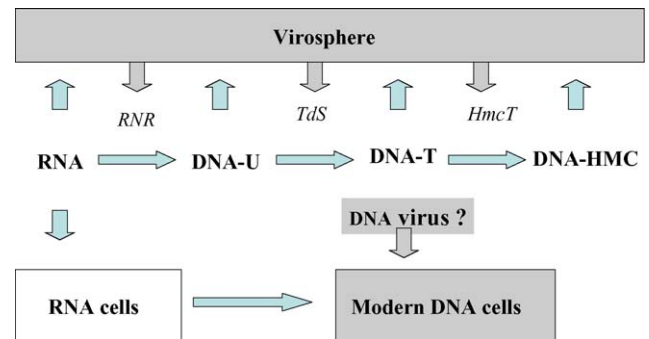 Virosphere
RNR
TdS
HmcT
RNA
DNA-U
DNA-T
DNA-HMC
DNA virus ?
RNA cells
Modern DNA cells